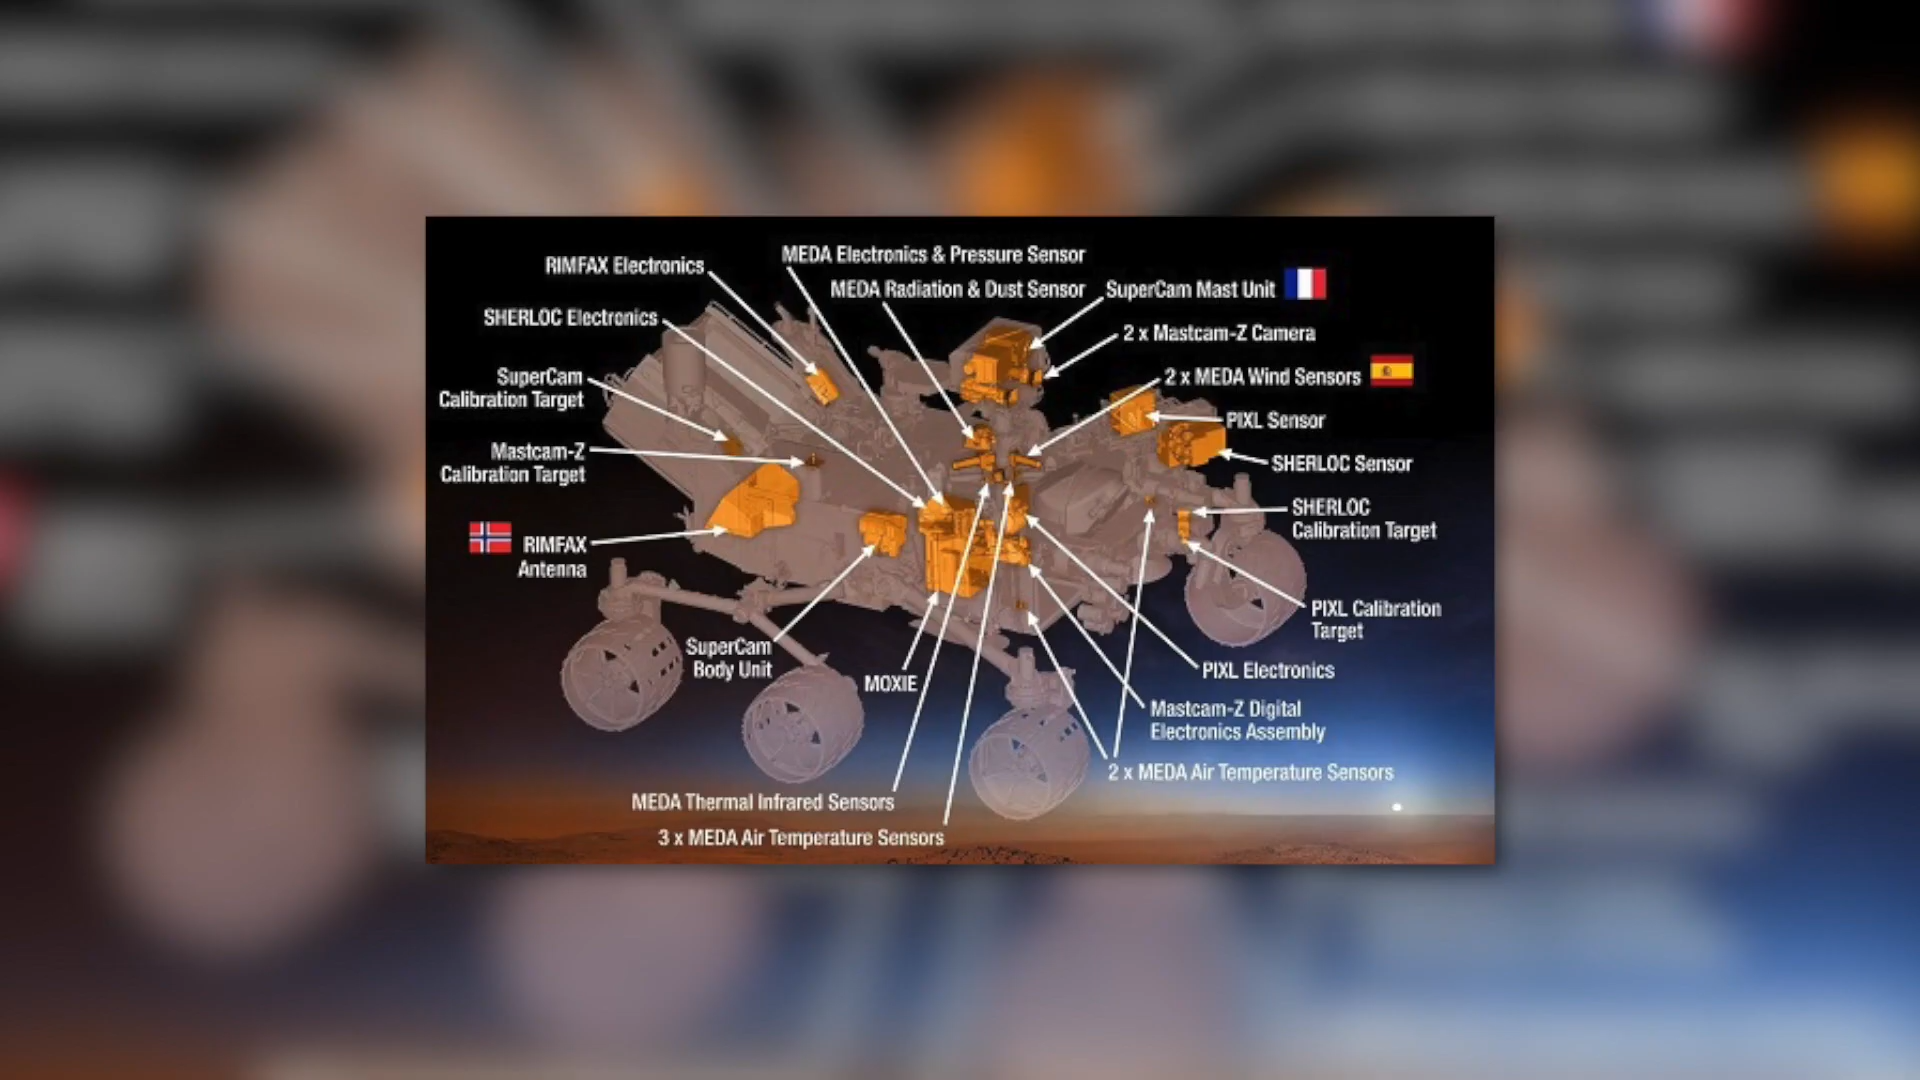 RIMFAX Electronics
MEDA Electronics & Pressure Sensor
MEDA Radiation & Dust Sensor
SuperCam Mast Unit
SHERLOC Electronics
2 x Mastcam-Z Camera
2 x MEDA Wind Sensors
SuperCam
Calibration Target
PIXL Sensor
Mastcam-Z
Calibration Target
SHERLOC Sensor
SHERLOC
Calibration Target
RIMFAX
Antenna
PIXL Calibration
Target
SuperCam
Body Unit
MOXIE
PIXL Electronics
Mastcam-Z Digital
Electronics Assembly
2 x MEDA Air Temperature Sensors
MEDA Thermal Infrared Sensors
3 x MEDA Air Temperature Sensors